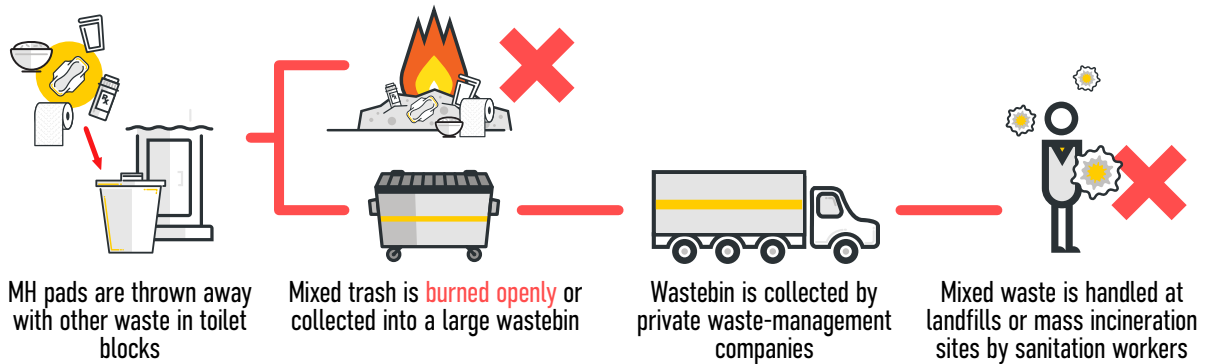 Rx
Rx
MH pads are thrown away
with other waste in toilet
blocks
Mixed trash is burned openly or
collected into a large wastebin
Wastebin is collected by
private waste-management
companies
Mixed waste is handled at
landfills or mass incineration
sites by sanitation workers